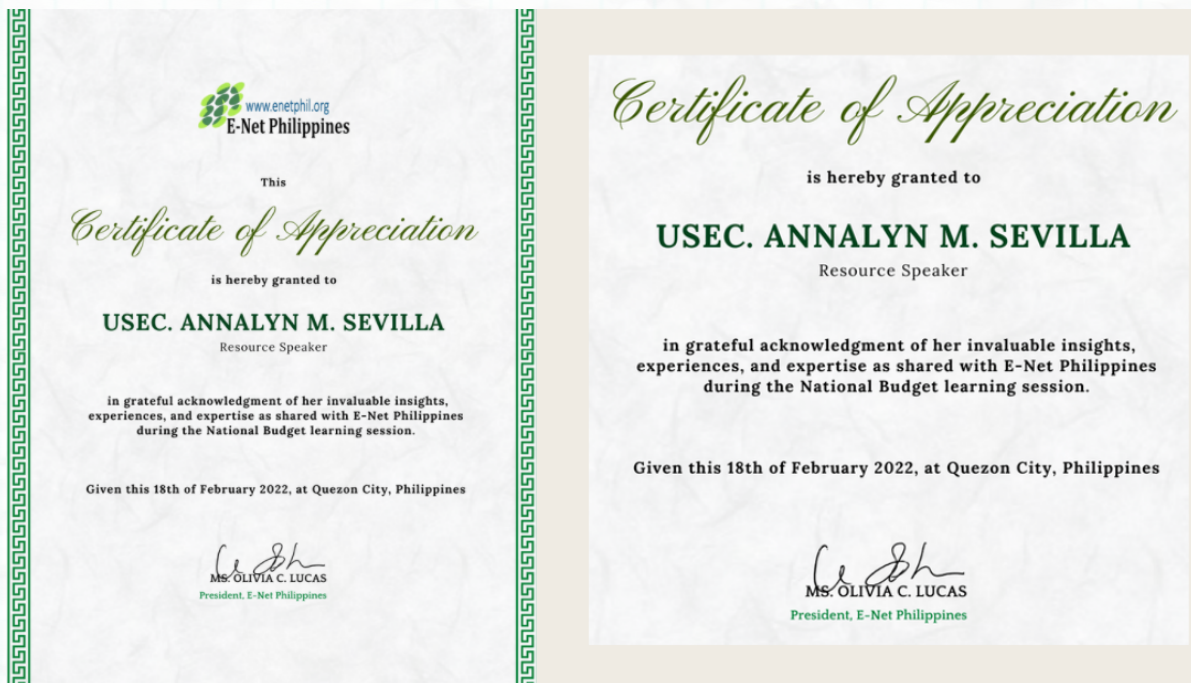 www.enetphil.org
E-Net Philippines
This
Certificate of Appreciation
is hereby granted to
USEC. ANNALYN M. SEVILLA
Resource Speaker
in grateful acknowledgment of her invaluable insights,
experiences, and expertise as shared with E-Net Philippines
during the National Budget learning session.
Given this 18th of February 2022, at Quezon City, Philippines
MS. OLIVIA C. LUCAS
President, E-Net Philippines
Certificate of Appreciation
is hereby granted to
USEC. ANNALYN M. SEVILLA
Resource Speaker
in grateful acknowledgment of her invaluable insights,
experiences, and expertise as shared with E-Net Philippines
during the National Budget learning session.
Given this 18th of February 2022, at Quezon City, Philippines
MS. OLIVIA C. LUCAS
President, E-Net Philippines